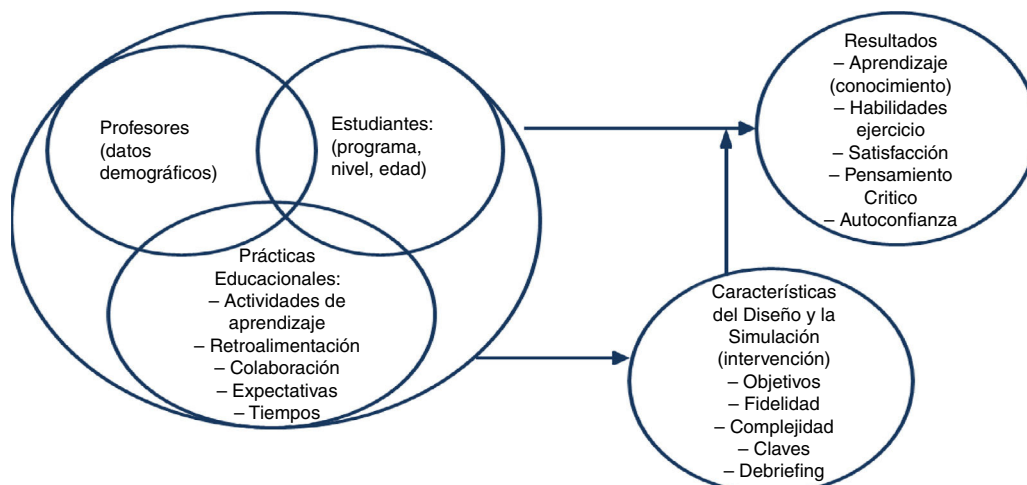 Profesores
(datos
demográficos)
Estudiantes:
(programa,
nivel, edad)
Prácticas
Educacionales:
– Actividades de
aprendizaje
– Retroalimentación
– Colaboración
– Expectativas
– Tiempos
Resultados
– Aprendizaje
(conocimiento)
– Habilidades
ejercicio
– Satisfacción
– Pensamiento
Critico
– Autoconfianza
Característícas
del Diseño y la
Simulación
(intervención)
– Objetivos
– Fidelidad
– Complejidad
– Claves
– Debriefing